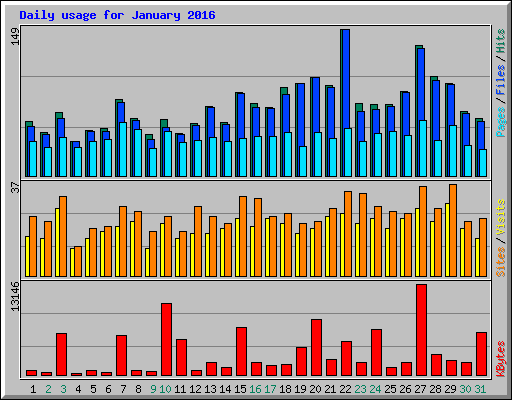 Daily usage for January 2016
149
Pages / Files / Hits
37
Sites / Visits
13146
KBytes
1 2 3 4 5 6 7 8 9 10 11 12 13 14 15 16 17 18 19 20 21 22 23 24 25 26 27 28 29 30 31